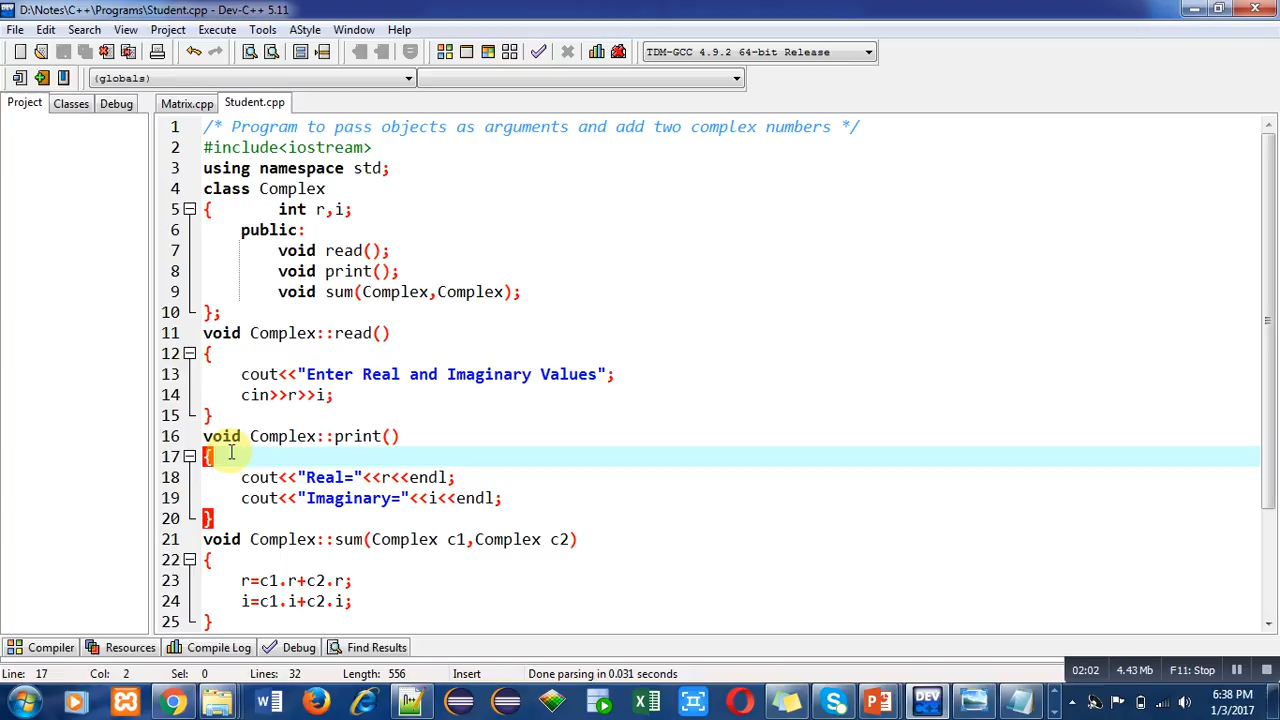 D:\Notes\C++\Programs\Student.cpp - Dev-C++ 5.11
File Edit Search View Project Execute Tools AStyle Window Help
TDM-GCC 4.9.2 64-bit Release
(globals)
Project Classes Debug Matrix.cpp Student.cpp
1 /* Program to pass objects as arguments and add two complex numbers */
2 #include<iostream>
3 using namespace std;
4 class Complex
5 { int r,i;
6 public:
7 void read();
8 void print();
9 void sum(Complex,Complex);
10 };
11 void Complex::read()
12 {
13 cout<<"Enter Real and Imaginary Values";
14 cin>>r>>i;
15 }
16 void Complex::print()
17 {
18 cout<<"Real="<<r<<endl;
19 cout<<"Imaginary="<<i<<endl;
20 }
21 void Complex::sum(Complex c1,Complex c2)
22 {
23 r=c1.r+c2.r;
24 i=c1.i+c2.i;
25 }
Compiler Resources Compile Log Debug Find Results
Line: 17 Col: 2 Sel: 0 Lines: 32 Length: 556 Insert Done parsing in 0.031 seconds 02:02 4.43 Mb F11: Stop
6:38 PM
1/3/2017